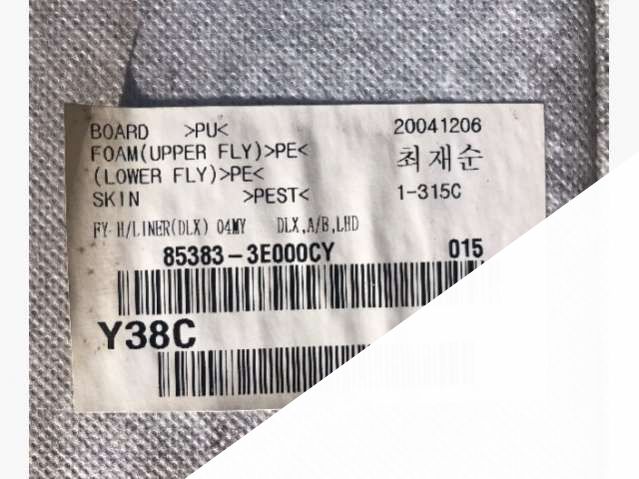 BOARD >PU< 20041206
FOAM(UPPER FLY)>PE< 최재순
(LOWER FLY)>PE<
SKIN >PEST< 1-315C
FY-H/LINER(DLX) 04MY DLX,A/B,LHD
85383-3E000CY 015
Y38C